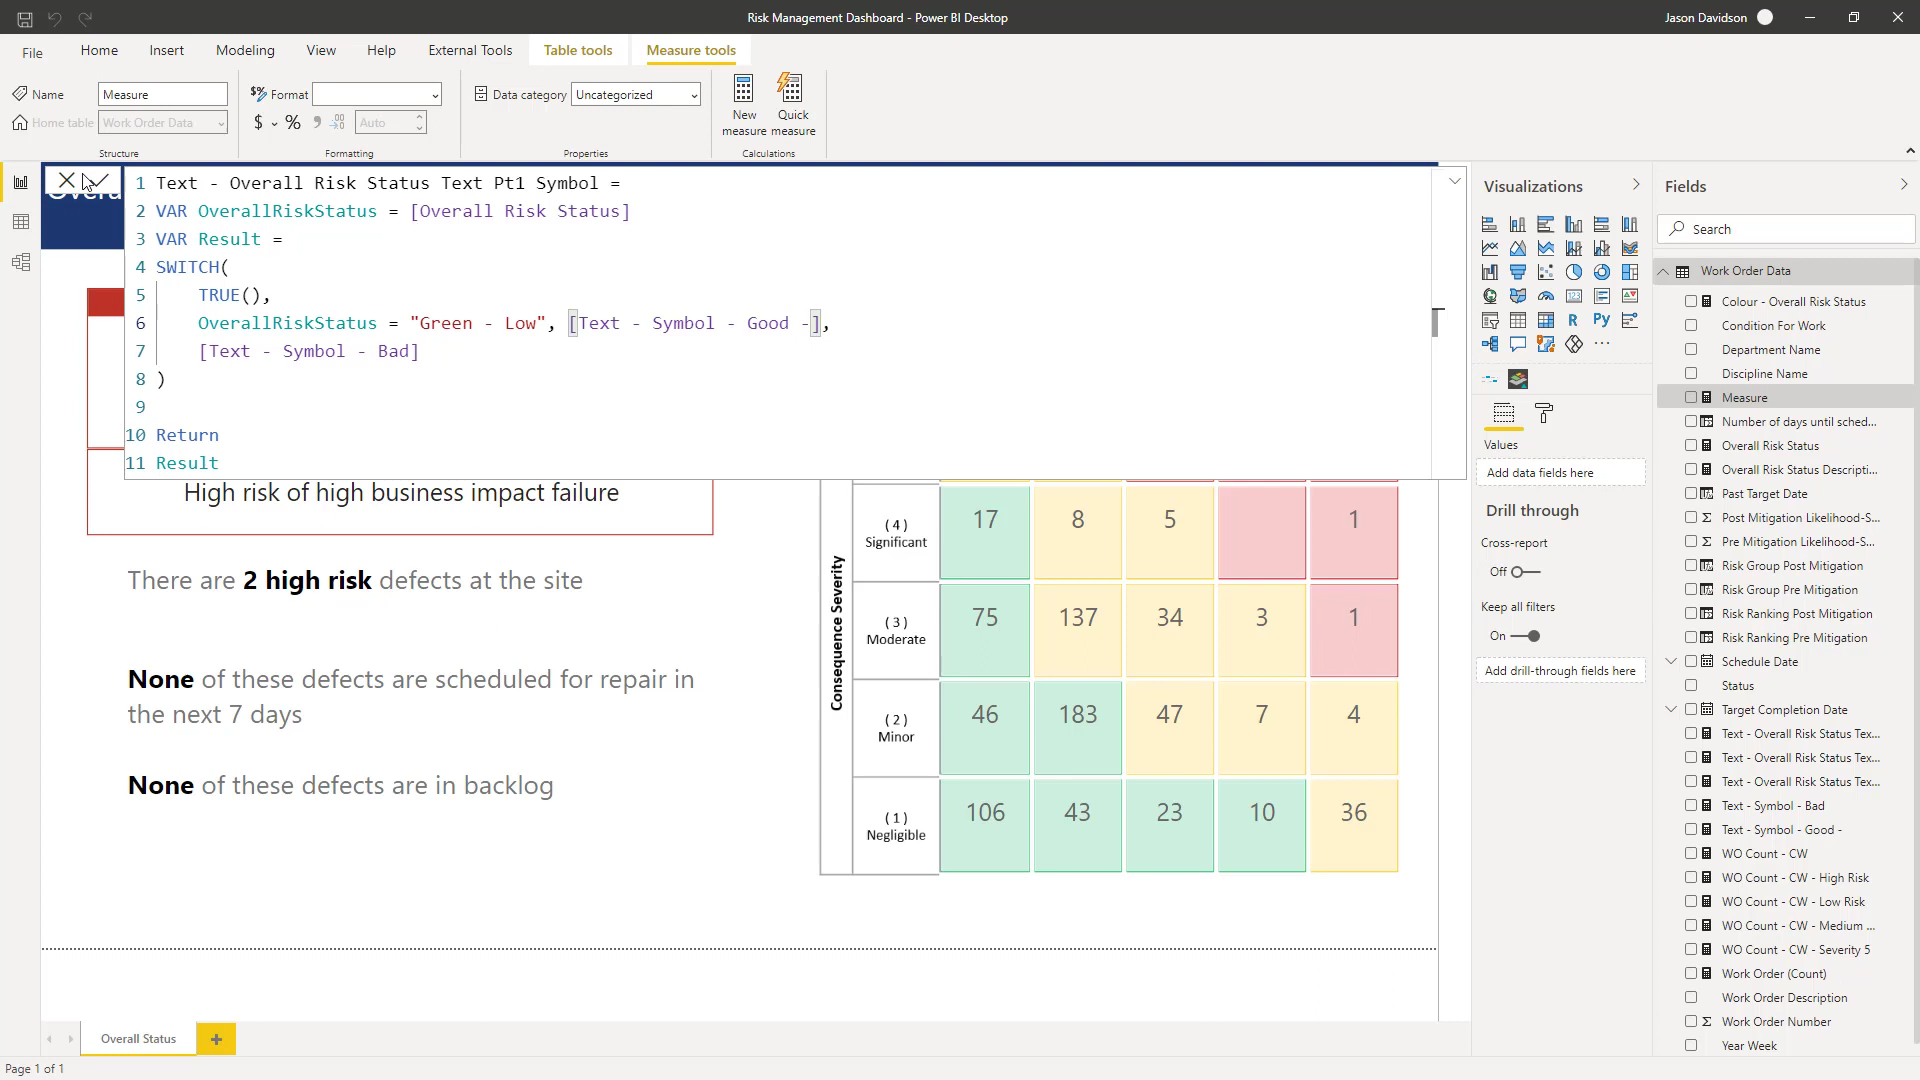 Risk Management Dashboard - Power BI Desktop
Jason Davidson
File
Home
Insert
Modeling
View
Help
External Tools
Table tools
Measure tools
Name
Measure
Home table
Work Order Data
Structure
Format
$
%
Auto
Formatting
Data category
Uncategorized
Properties
New
measure
Quick
measure
Calculations
1 Text - Overall Risk Status Text Pt1 Symbol =
2 VAR OverallRiskStatus = [Overall Risk Status]
3 VAR Result =
4 SWITCH(
5 TRUE(),
6 OverallRiskStatus = "Green - Low", [Text - Symbol - Good -],
7 [Text - Symbol - Bad]
8 )
9
10 Return
11 Result
High risk of high business impact failure
There are 2 high risk defects at the site
None of these defects are scheduled for repair in
the next 7 days
None of these defects are in backlog
Consequence Severity
(4)
Significant
17
8
5
1
(3)
Moderate
75
137
34
3
1
(2)
Minor
46
183
47
7
4
(1)
Negligible
106
43
23
10
36
Overall Status
Page 1 of 1
Visualizations
R
Py
Values
Add data fields here
Drill through
Cross-report
Off
Keep all filters
On
Add drill-through fields here
Fields
Search
Work Order Data
Colour - Overall Risk Status
Condition For Work
Department Name
Discipline Name
Measure
Number of days until sched...
Overall Risk Status
Overall Risk Status Descripti...
Past Target Date
Post Mitigation Likelihood-S...
Pre Mitigation Likelihood-S...
Risk Group Post Mitigation
Risk Group Pre Mitigation
Risk Ranking Post Mitigation
Risk Ranking Pre Mitigation
Schedule Date
Status
Target Completion Date
Text - Overall Risk Status Tex...
Text - Overall Risk Status Tex...
Text - Overall Risk Status Tex...
Text - Symbol - Bad
Text - Symbol - Good -
WO Count - CW
WO Count - CW - High Risk
WO Count - CW - Low Risk
WO Count - CW - Medium ...
WO Count - CW - Severity 5
Work Order (Count)
Work Order Description
Work Order Number
Year Week